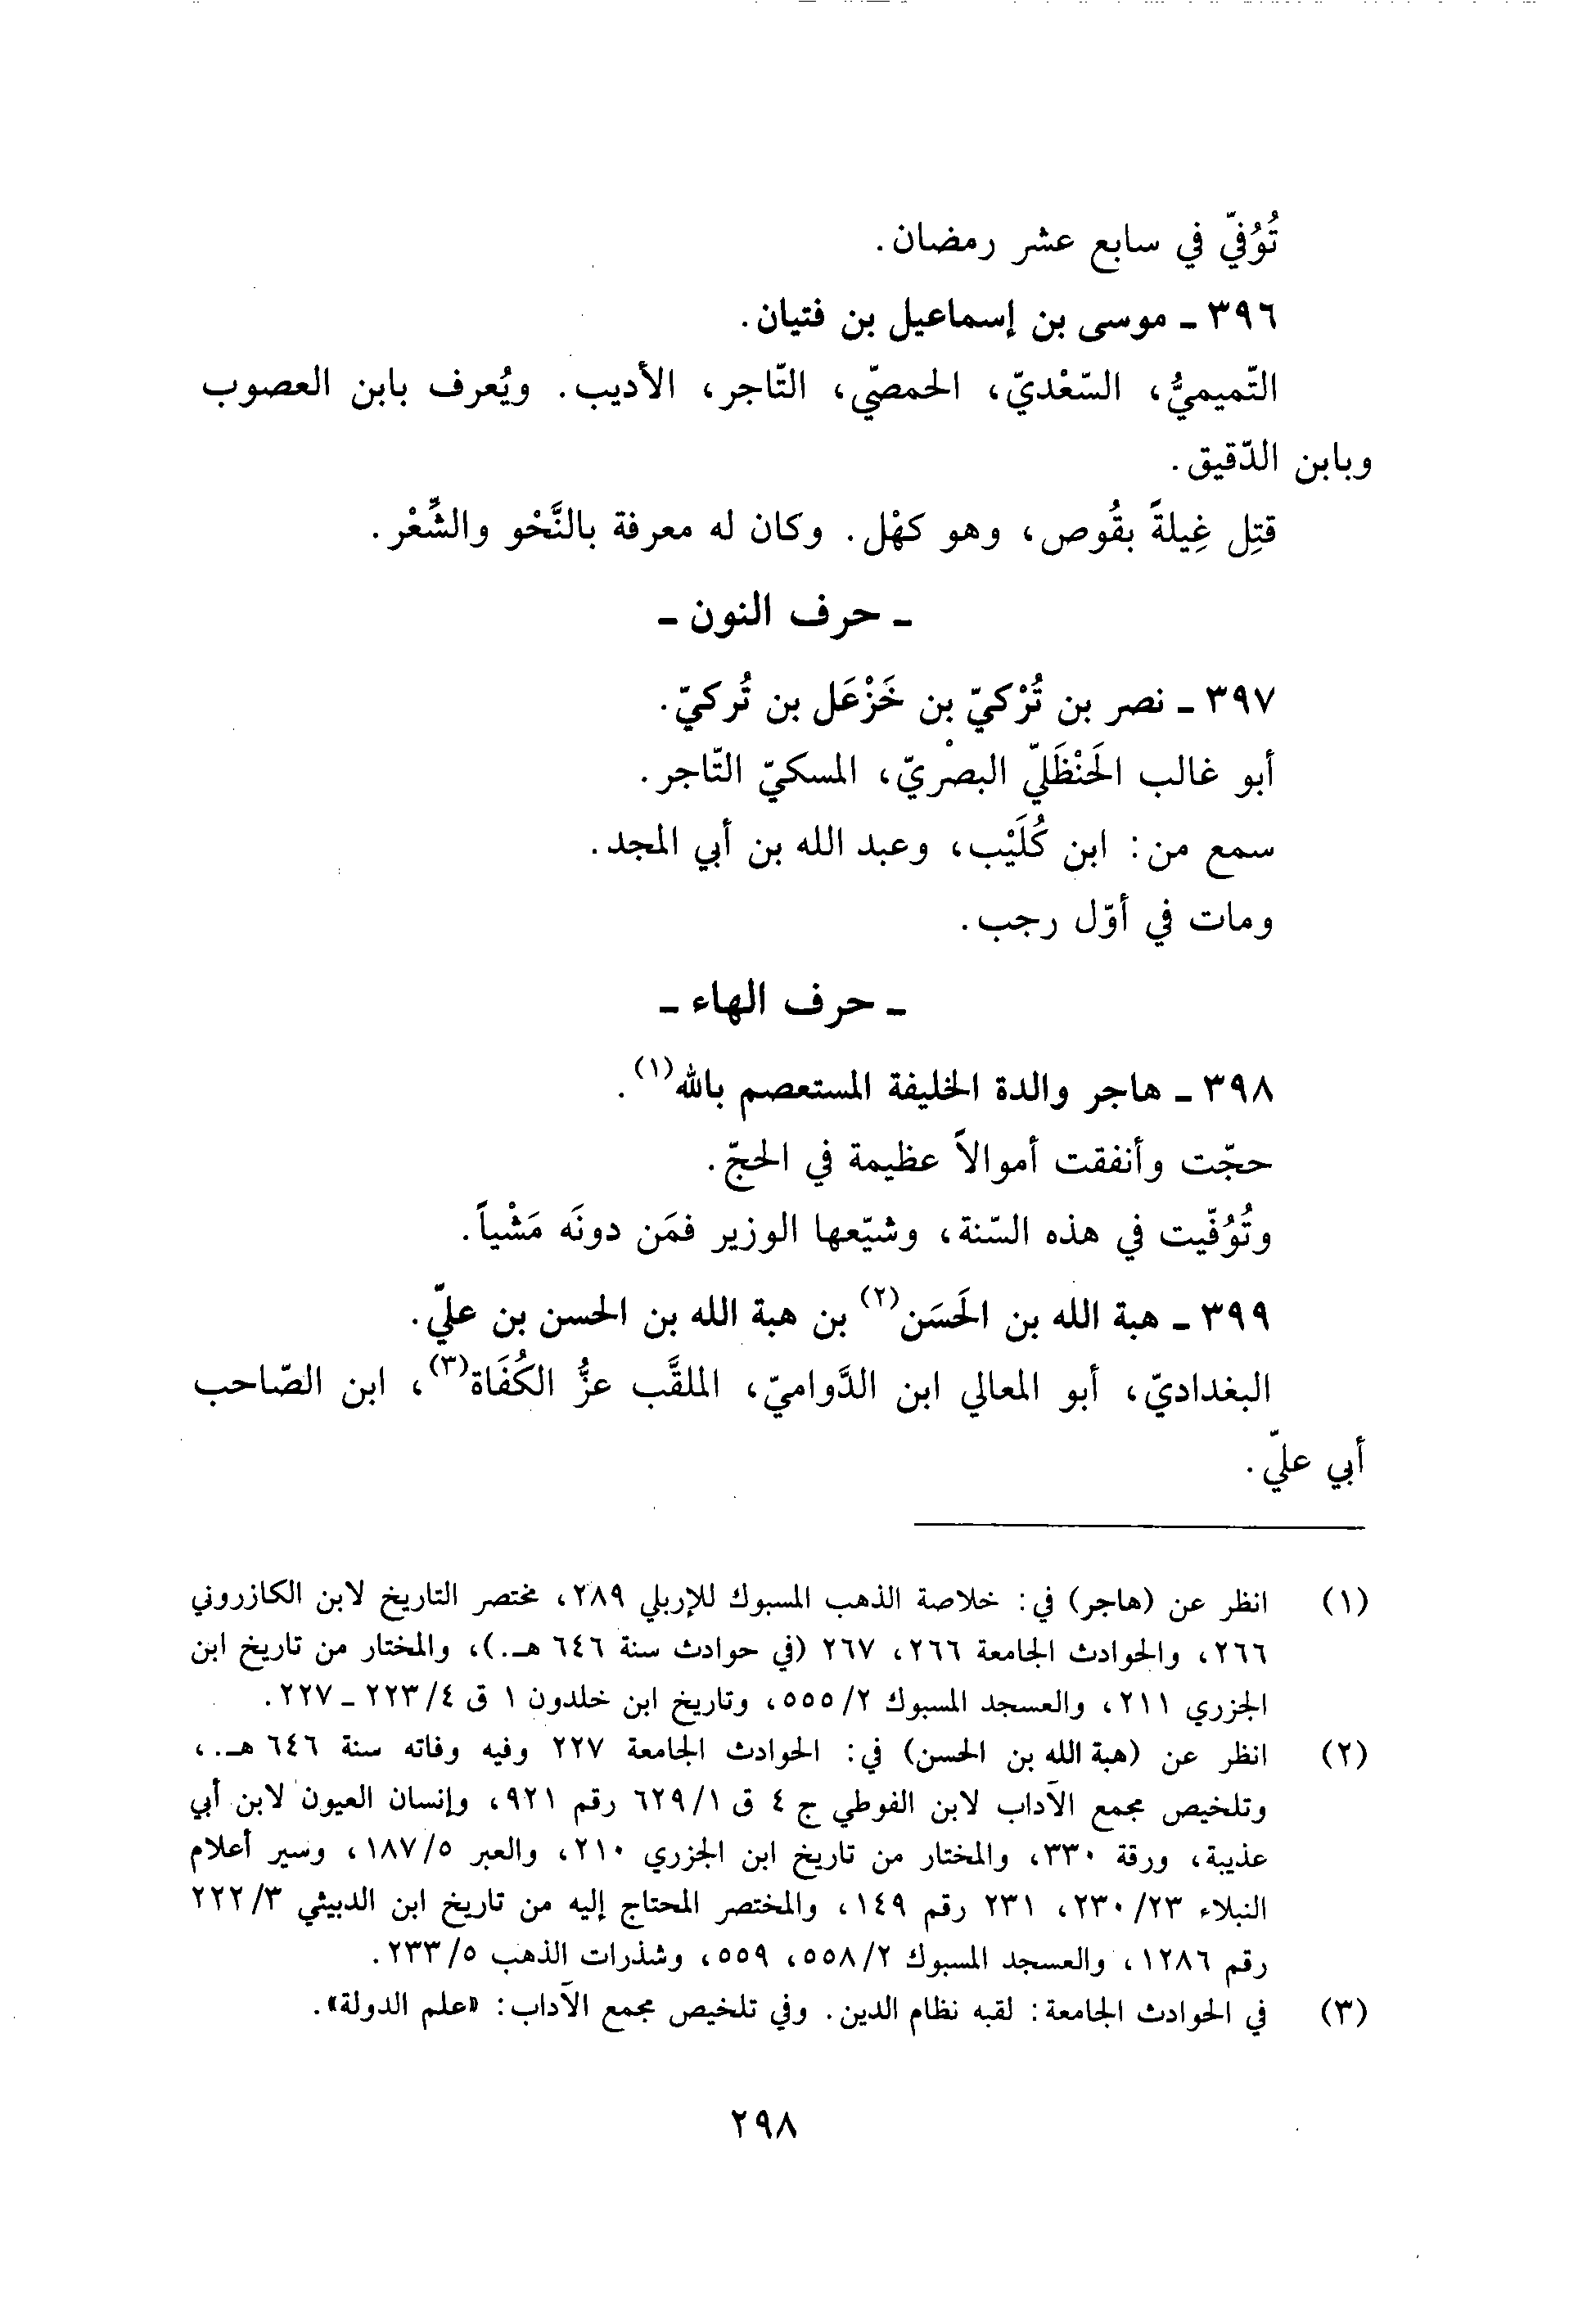 تُوُفيّ في سابع عشر رمضان.
٣٩٦ ـ موسى بن إسماعيل بن فتيان.
التّميميُّ، السّعْديّ، الحمصّي، التّاجر، الأديب. ويُعرف بابن العصوب
وبابن الدّقيق.
قتِل غِيلةً بقُوص، وهو كهْل. وكان له معرفة بالنَّحْو والشِّعْر.
ـ حرف النون ـ
٣٩٧ ـ نصر بن تُرْكيّ بن خَزْعَل بن تُركيّ.
أبو غالب الحَنْظَليّ البصْريّ، المسكيّ التّاجر.
سمع من: ابن كُلَيْب، وعبد الله بن أبي المجد.
ومات في أوّل رجب.
ـ حرف الهاء ـ
٣٩٨ ـ هاجر والدة الخليفة المستعصم بالله(١).
حجّت وأنفقت أموالاً عظيمة في الحجّ.
وتُوُفّيت في هذه السّنة، وشيّعها الوزير فمَن دونَه مَشْياً.
٣٩٩ ـ هبة الله بن الحَسَن(٢) بن هبة الله بن الحسن بن عليّ.
البغداديّ، أبو المعالي ابن الدَّواميّ، الملقَّب عزُّ الكُفَاة(٣)، ابن الصّاحب
أبي عليّ.
(١) انظر عن (هاجر) في: خلاصة الذهب المسبوك للإربلي ٢٨٩، مختصر التاريخ لابن الكازروني
٢٦٦، والحوادث الجامعة ٢٦٦، ٢٦٧ (في حوادث سنة ٦٤٦ هـ.)، والمختار من تاريخ ابن
الجزري ٢١١، والعسجد المسبوك ٢/ ٥٥٥، وتاريخ ابن خلدون ١ ق ٤/ ٢٢٣ ـ ٢٢٧.
(٢) انظر عن (هبة الله بن الحسن) في: الحوادث الجامعة ٢٢٧ وفيه وفاته سنة ٦٤٦ هـ.،
وتلخيص مجمع الآداب لابن الفوطي ج ٤ ق ١/ ٦٢٩ رقم ٩٢١، وإنسان العيون لابن أبي
عذيبة، ورقة ٣٣٠، والمختار من تاريخ ابن الجزري ٢١٠، والعبر ٥/ ١٨٧، وسير أعلام
النبلاء ٢٣/ ٢٣٠، ٢٣١ رقم ١٤٩، والمختصر المحتاج إليه من تاريخ ابن الدبيثي ٣/ ٢٢٢
رقم ١٢٨٦، والعسجد المسبوك ٢/ ٥٥٨، ٥٥٩، وشذرات الذهب ٥/ ٢٣٣.
(٣) في الحوادث الجامعة: لقبه نظام الدين. وفي تلخيص مجمع الآداب: «علم الدولة».
٢٩٨